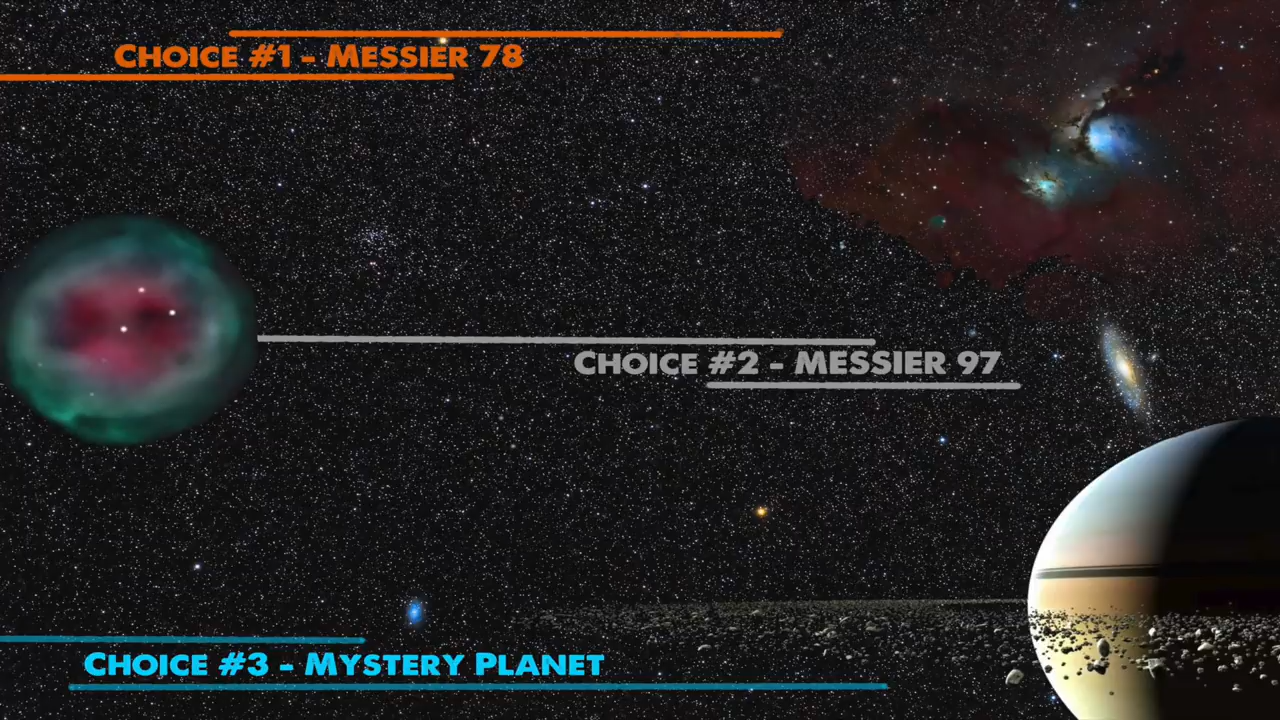 Choice #1 - Messier 78
Choice #2 - MESSIER 97
Choice #3 - Mystery Planet